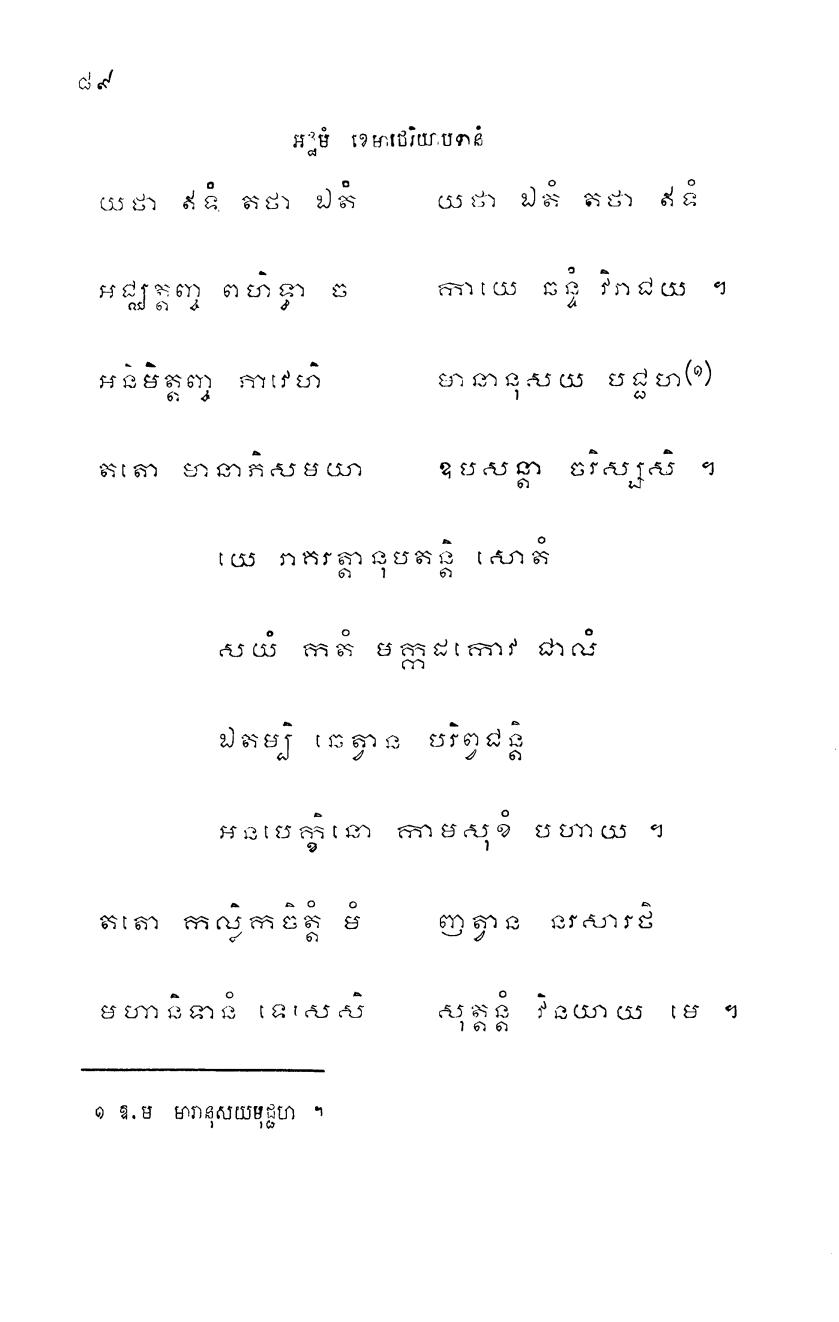 ៨៩
អដ្ឋមំ ខេមាថេរិយាបទានំ
យថា ឥទំ តថា ឯតំ យថា ឯតំ តថា ឥទំ
អជ្ឈត្តញ្ច ពហិទ្ធា ច កាយេ ឆន្ទំ វិរាជយ ។
អនិមិត្តញ្ច ភាវេហិ មានានុសយ បជ្ជហ(១)
តតោ មានាភិសមយា ឧបសន្តា ចរិស្សសិ ។
យេ រាគរត្តានុបតន្តិ សោតំ
សយំ កតំ មក្កដកោវ ជាលំ
ឯតម្បិ ឆេត្វាន បរិព្វជន្តិ
អនបេក្ខិនោ កាមសុខំ បហាយ ។
តតោ កល្លិកចិត្តំ មំ ញត្វាន នរសារថិ
មហានិទានំ ទេសេសិ សុត្តន្តំ វិនយាយ មេ ។
១ ឱ.ម មារានុសយមុជ្ជហ ។